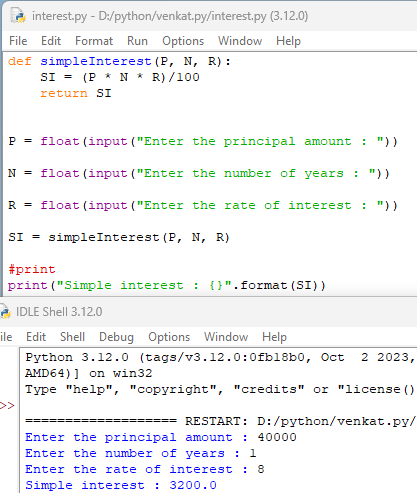 interest.py - D:/python/venkat.py/interest.py (3.12.0)
File Edit Format Run Options Window Help
def simpleInterest(P, N, R):
    SI = (P * N * R)/100
    return SI
P = float(input("Enter the principal amount : "))
N = float(input("Enter the number of years : "))
R = float(input("Enter the rate of interest : "))
SI = simpleInterest(P, N, R)
#print
print("Simple interest : {}".format(SI))
IDLE Shell 3.12.0
ile Edit Shell Debug Options Window Help
Python 3.12.0 (tags/v3.12.0:0fb18b0, Oct  2 2023,
AMD64)] on win32
Type "help", "copyright", "credits" or "license()
>>
=================== RESTART: D:/python/venkat.py/
Enter the principal amount : 40000
Enter the number of years : 1
Enter the rate of interest : 8
Simple interest : 3200.0